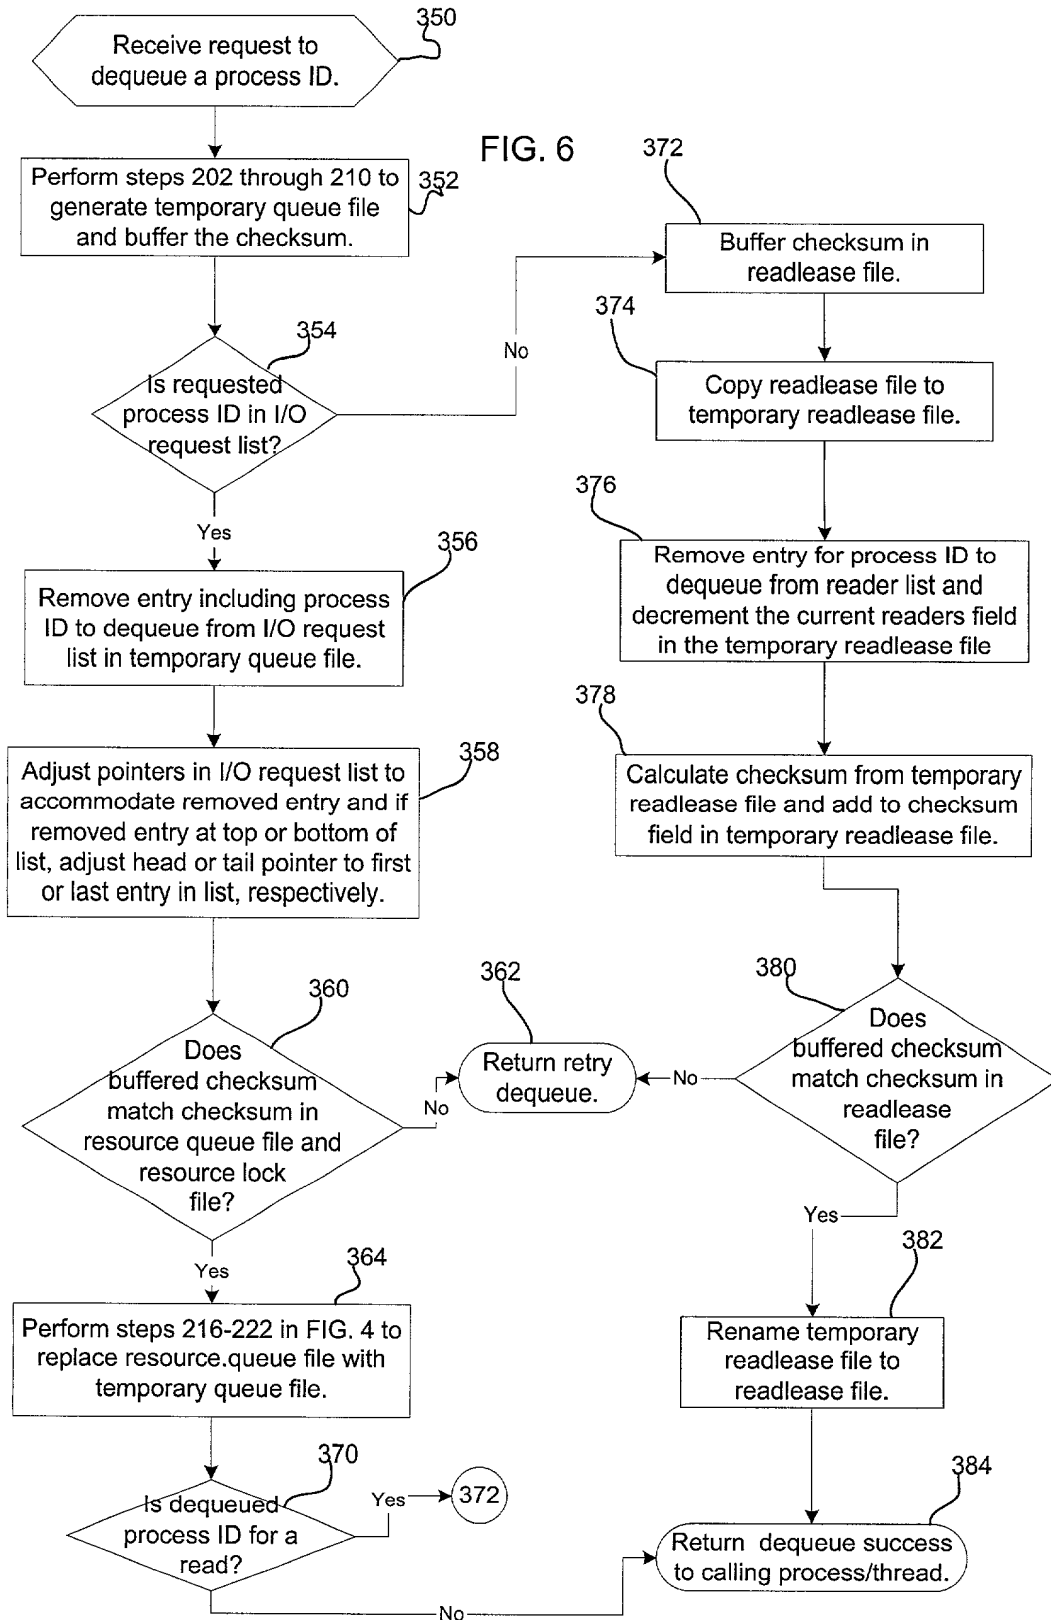 350
Receive request to
dequeue a process ID.
FIG. 6
352
Perform steps 202 through 210 to
generate temporary queue file
and buffer the checksum.
354
Is requested
process ID in I/O
request list?
No
Yes
356
Remove entry including process
ID to dequeue from I/O request
list in temporary queue file.
358
Adjust pointers in I/O request list to
accommodate removed entry and if
removed entry at top or bottom of
list, adjust head or tail pointer to first
or last entry in list, respectively.
360
Does
buffered checksum
match checksum in
resource queue file and
resource lock
file?
No
Yes
362
Return retry
dequeue.
364
Perform steps 216-222 in FIG. 4 to
replace resource.queue file with
temporary queue file.
370
Is dequeued
process ID for a
read?
Yes
372
No
372
Buffer checksum in
readlease file.
374
Copy readlease file to
temporary readlease file.
376
Remove entry for process ID to
dequeue from reader list and
decrement the current readers field
in the temporary readlease file
378
Calculate checksum from temporary
readlease file and add to checksum
field in temporary readlease file.
380
Does
buffered checksum
match checksum in
readlease
file?
No
Yes
382
Rename temporary
readlease file to
readlease file.
384
Return dequeue success
to calling process/thread.